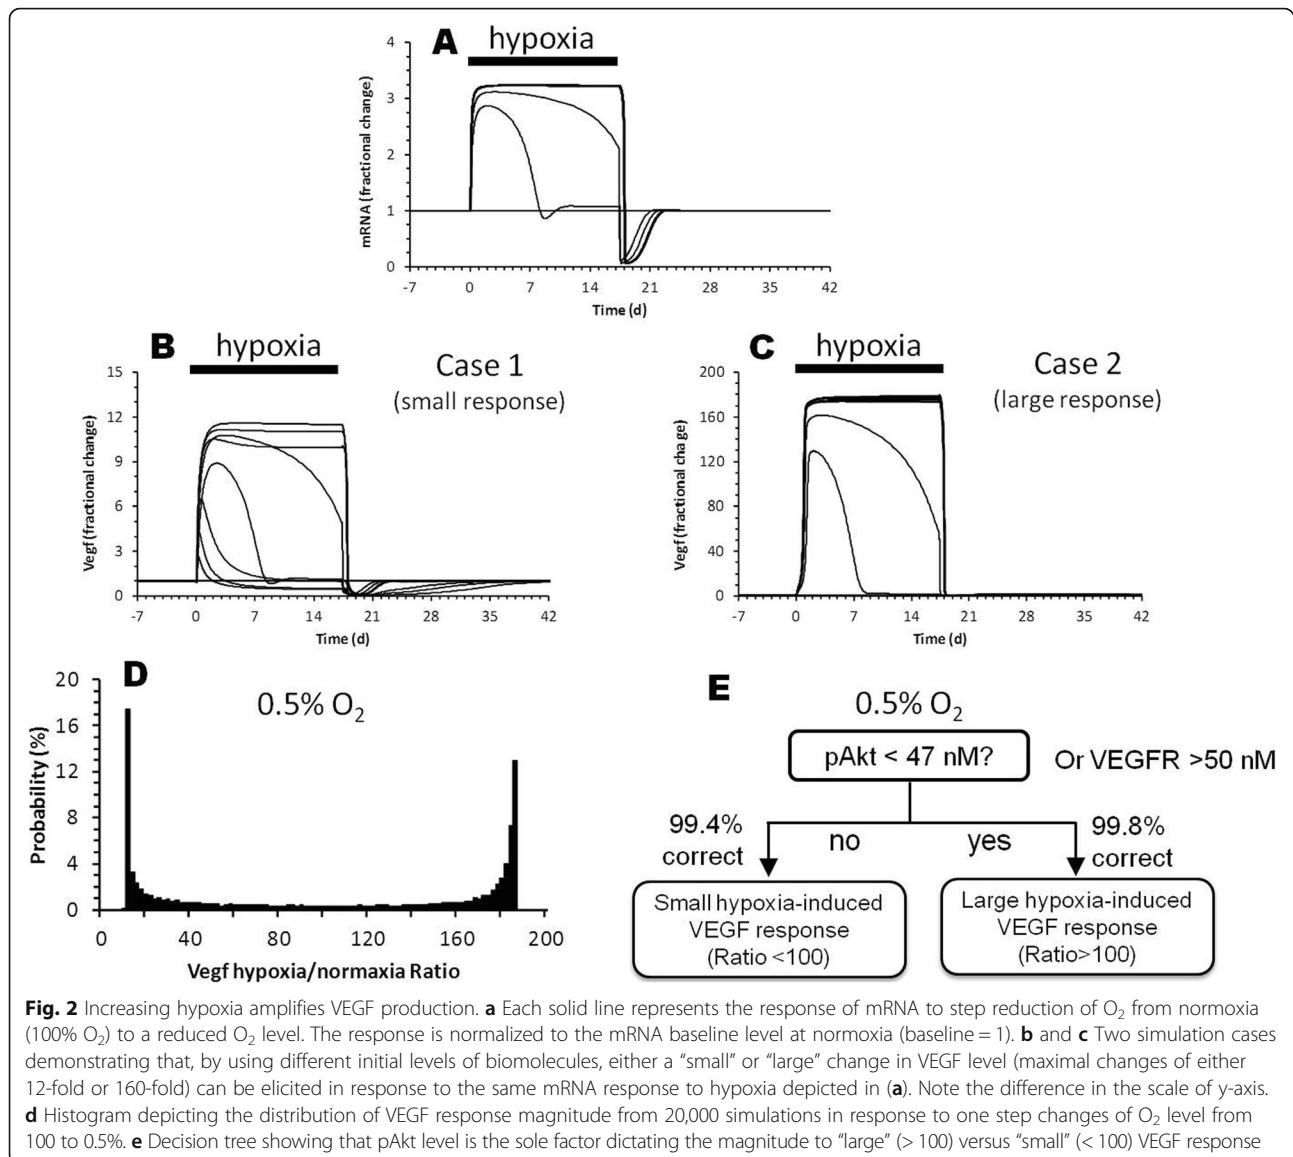 A
hypoxia
4
3
2
1
0
mRNA (fractional change)
-7 0 7 14 21 28 35 42
Time (d)
B
hypoxia
Case 1
(small response)
15
12
9
6
3
0
Vegf (fractional change)
-7 0 7 14 21 28 35 42
Time (d)
C
hypoxia
Case 2
(large response)
200
160
120
80
40
0
Vegf (fractional cha ge)
-7 0 7 14 21 28 35 42
Time (d)
D
0.5% O2
20
16
12
8
4
0
Probability (%)
0 40 80 120 160 200
Vegf hypoxia/normaxia Ratio
E
0.5% O2
pAkt < 47 nM?
Or VEGFR >50 nM
99.4%
correct
no
yes
99.8%
correct
Small hypoxia-induced
VEGF response
(Ratio <100)
Large hypoxia-induced
VEGF response
(Ratio>100)
Fig. 2 Increasing hypoxia amplifies VEGF production. a Each solid line represents the response of mRNA to step reduction of O2 from normoxia
(100% O2) to a reduced O2 level. The response is normalized to the mRNA baseline level at normoxia (baseline = 1). b and c Two simulation cases
demonstrating that, by using different initial levels of biomolecules, either a “small” or “large” change in VEGF level (maximal changes of either
12-fold or 160-fold) can be elicited in response to the same mRNA response to hypoxia depicted in (a). Note the difference in the scale of y-axis.
d Histogram depicting the distribution of VEGF response magnitude from 20,000 simulations in response to one step changes of O2 level from
100 to 0.5%. e Decision tree showing that pAkt level is the sole factor dictating the magnitude to “large” (> 100) versus “small” (< 100) VEGF response